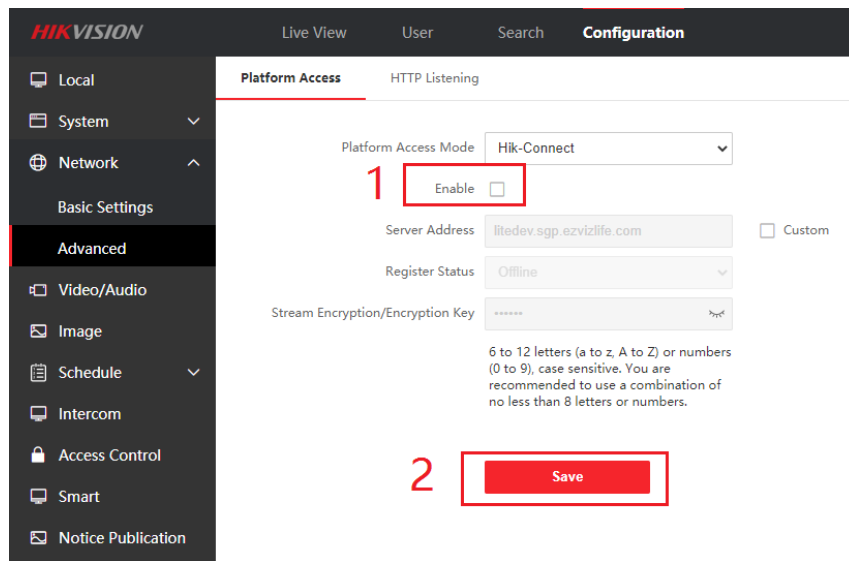 HIKVISION
Live View
User
Search
Configuration
Local
System
Network
Basic Settings
Advanced
Video/Audio
Image
Schedule
Intercom
Access Control
Smart
Notice Publication
Platform Access
HTTP Listening
Platform Access Mode
Hik-Connect
1
Enable
Server Address
litedev.sgp.ezvizlife.com
Custom
Register Status
Offline
Stream Encryption/Encryption Key
••••••
6 to 12 letters (a to z, A to Z) or numbers
(0 to 9), case sensitive. You are
recommended to use a combination of
no less than 8 letters or numbers.
2
Save